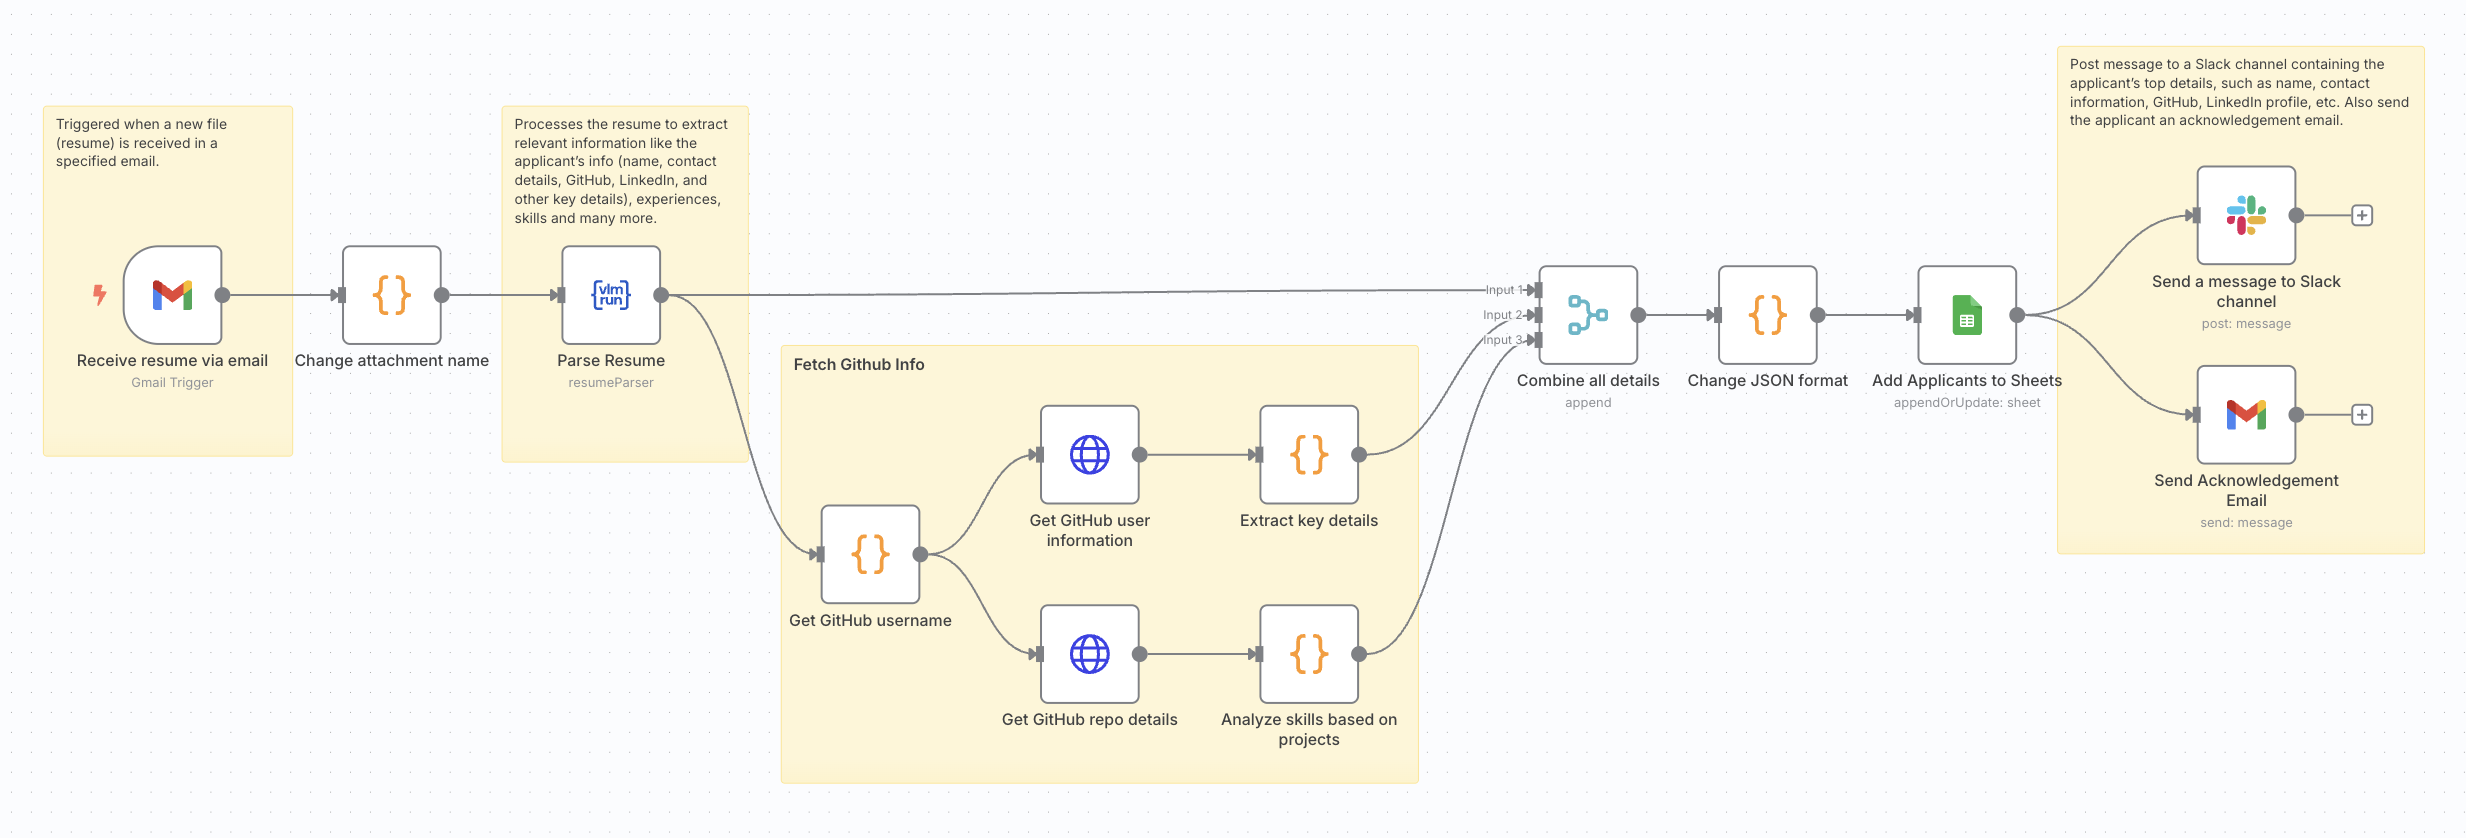 Triggered when a new file
(resume) is received in a
specified email.
Receive resume via email
Gmail Trigger
Change attachment name
Processes the resume to extract
relevant information like the
applicant's info (name, contact
details, GitHub, LinkedIn, and
other key details), experiences,
skills and many more.
vlm
run
Parse Resume
resumeParser
Fetch Github Info
Get GitHub username
Get GitHub user
information
Extract key details
Get GitHub repo details
Analyze skills based on
projects
Input 1
Input 2
Input 3
Combine all details
append
Change JSON format
Add Applicants to Sheets
appendOrUpdate: sheet
Post message to a Slack channel containing the
applicant's top details, such as name, contact
information, GitHub, LinkedIn profile, etc. Also send
the applicant an acknowledgement email.
Send a message to Slack
channel
post: message
Send Acknowledgement
Email
send: message